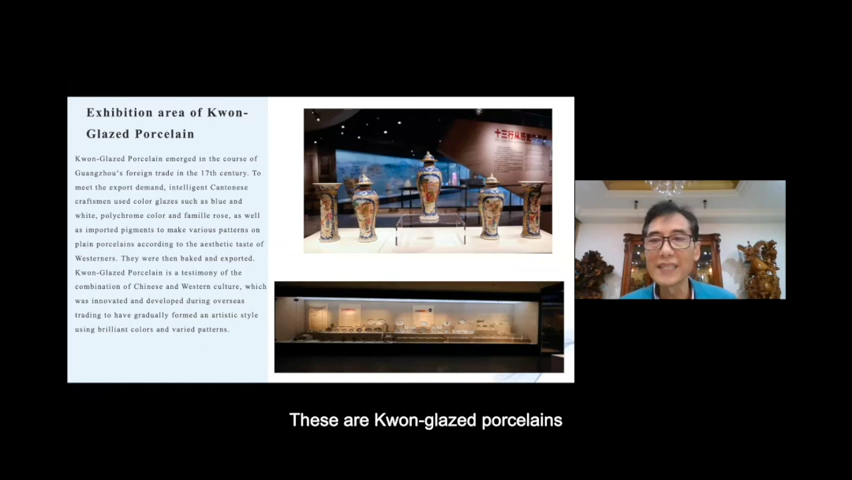 Exhibition area of Kwon-
Glazed Porcelain
Kwon-Glazed Porcelain emerged in the course of
Guangzhou's foreign trade in the 17th century. To
meet the export demand, intelligent Cantonese
craftsmen used color glazes such as blue and
white, polychrome color and famille rose, as well
as imported pigments to make various patterns on
plain porcelains according to the aesthetic taste of
Westerners. They were then baked and exported.
Kwon-Glazed Porcelain is a testimony of the
combination of Chinese and Western culture, which
was innovated and developed during overseas
trading to have gradually formed an artistic style
using brilliant colors and varied patterns.
十三行
These are Kwon-glazed porcelains